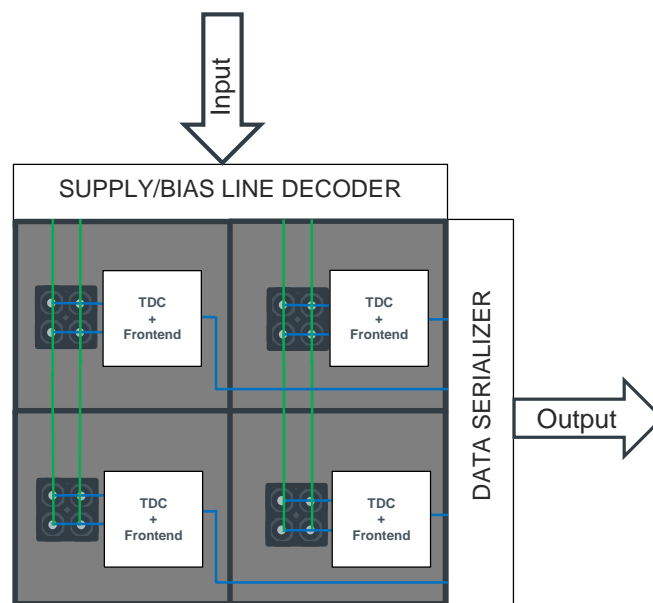 Input
SUPPLY/BIAS LINE DECODER
TDC
+
Frontend
TDC
+
Frontend
DATA SERIALIZER
Output
TDC
+
Frontend
TDC
+
Frontend